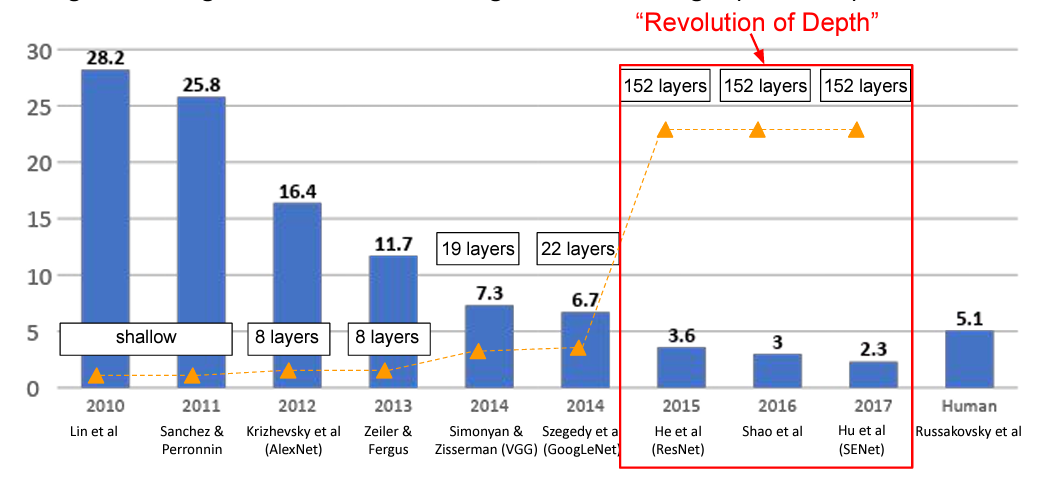 "Revolution of Depth"
30
28.2
25.8
152 layers 152 layers 152 layers
25
20
16.4
15
11.7
19 layers 22 layers
10
7.3
6.7
5.1
shallow 8 layers 8 layers
5
3.6
3
2.3
0
2010 2011 2012 2013 2014 2014 2015 2016 2017 Human
Lin et al Sanchez & Krizhevsky et al Zeiler & Simonyan & Szegedy et al He et al Shao et al Hu et al Russakovsky et al
Perronnin (AlexNet) Fergus Zisserman (VGG) (GoogLeNet) (ResNet) (SENet)